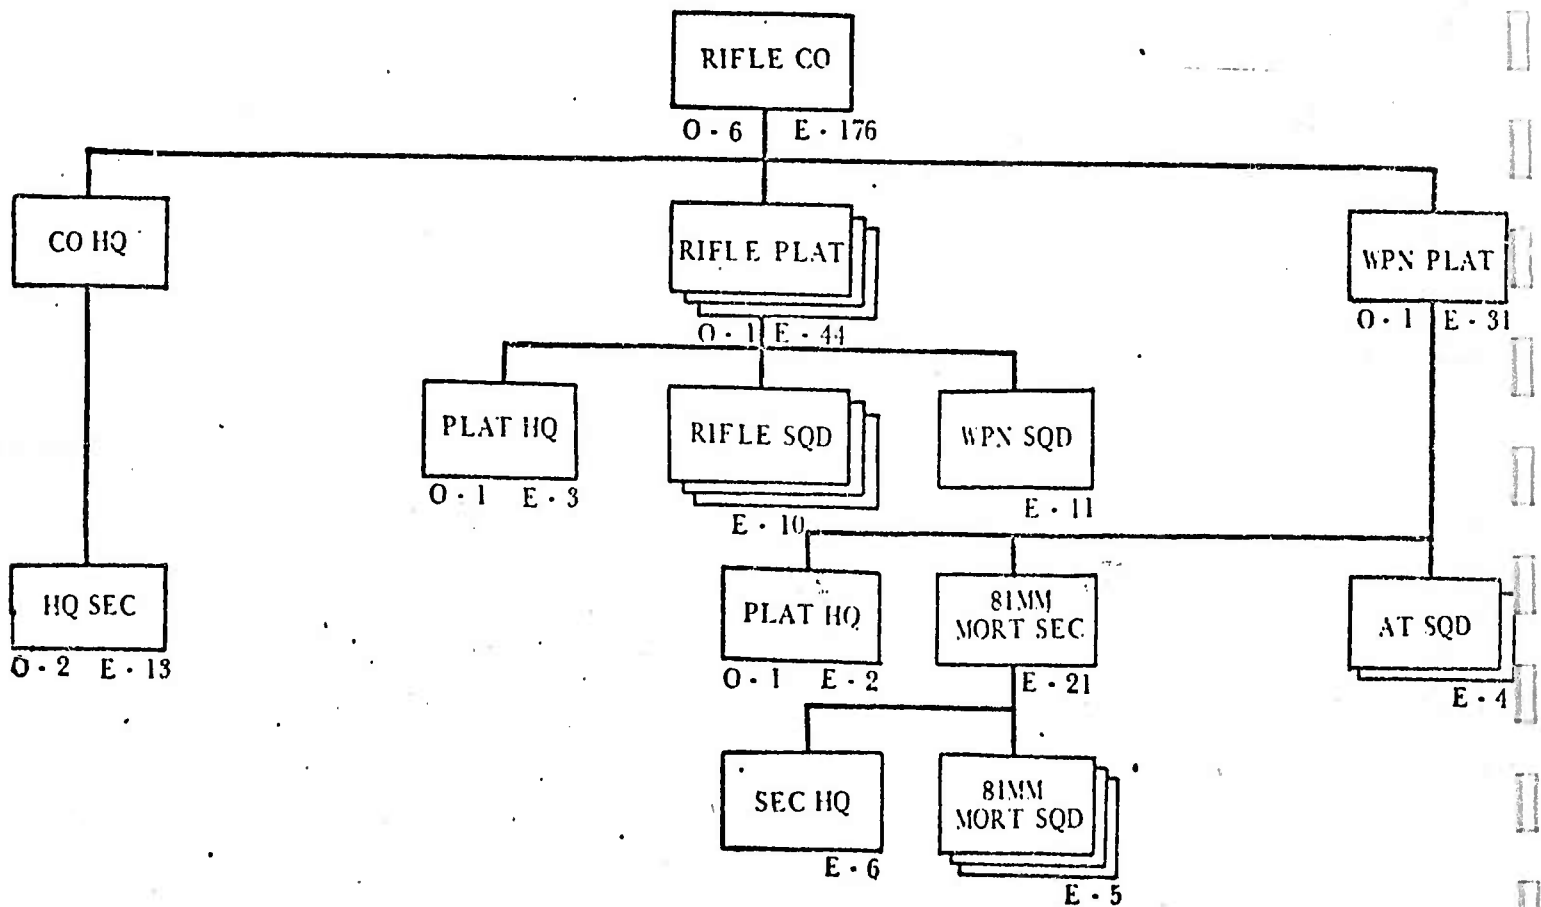 RIFLE CO
O - 6 E - 176
CO HQ
RIFLE PLAT
WPN PLAT
O - 1 E - 44
O - 1 E - 31
PLAT HQ
RIFLE SQD
WPN SQD
O - 1 E - 3
E - 10
E - 11
HQ SEC
O - 2 E - 13
PLAT HQ
O - 1 E - 2
81MM
MORT SEC
E - 21
AT SQD
E - 4
SEC HQ
E - 6
81MM
MORT SQD
E - 5